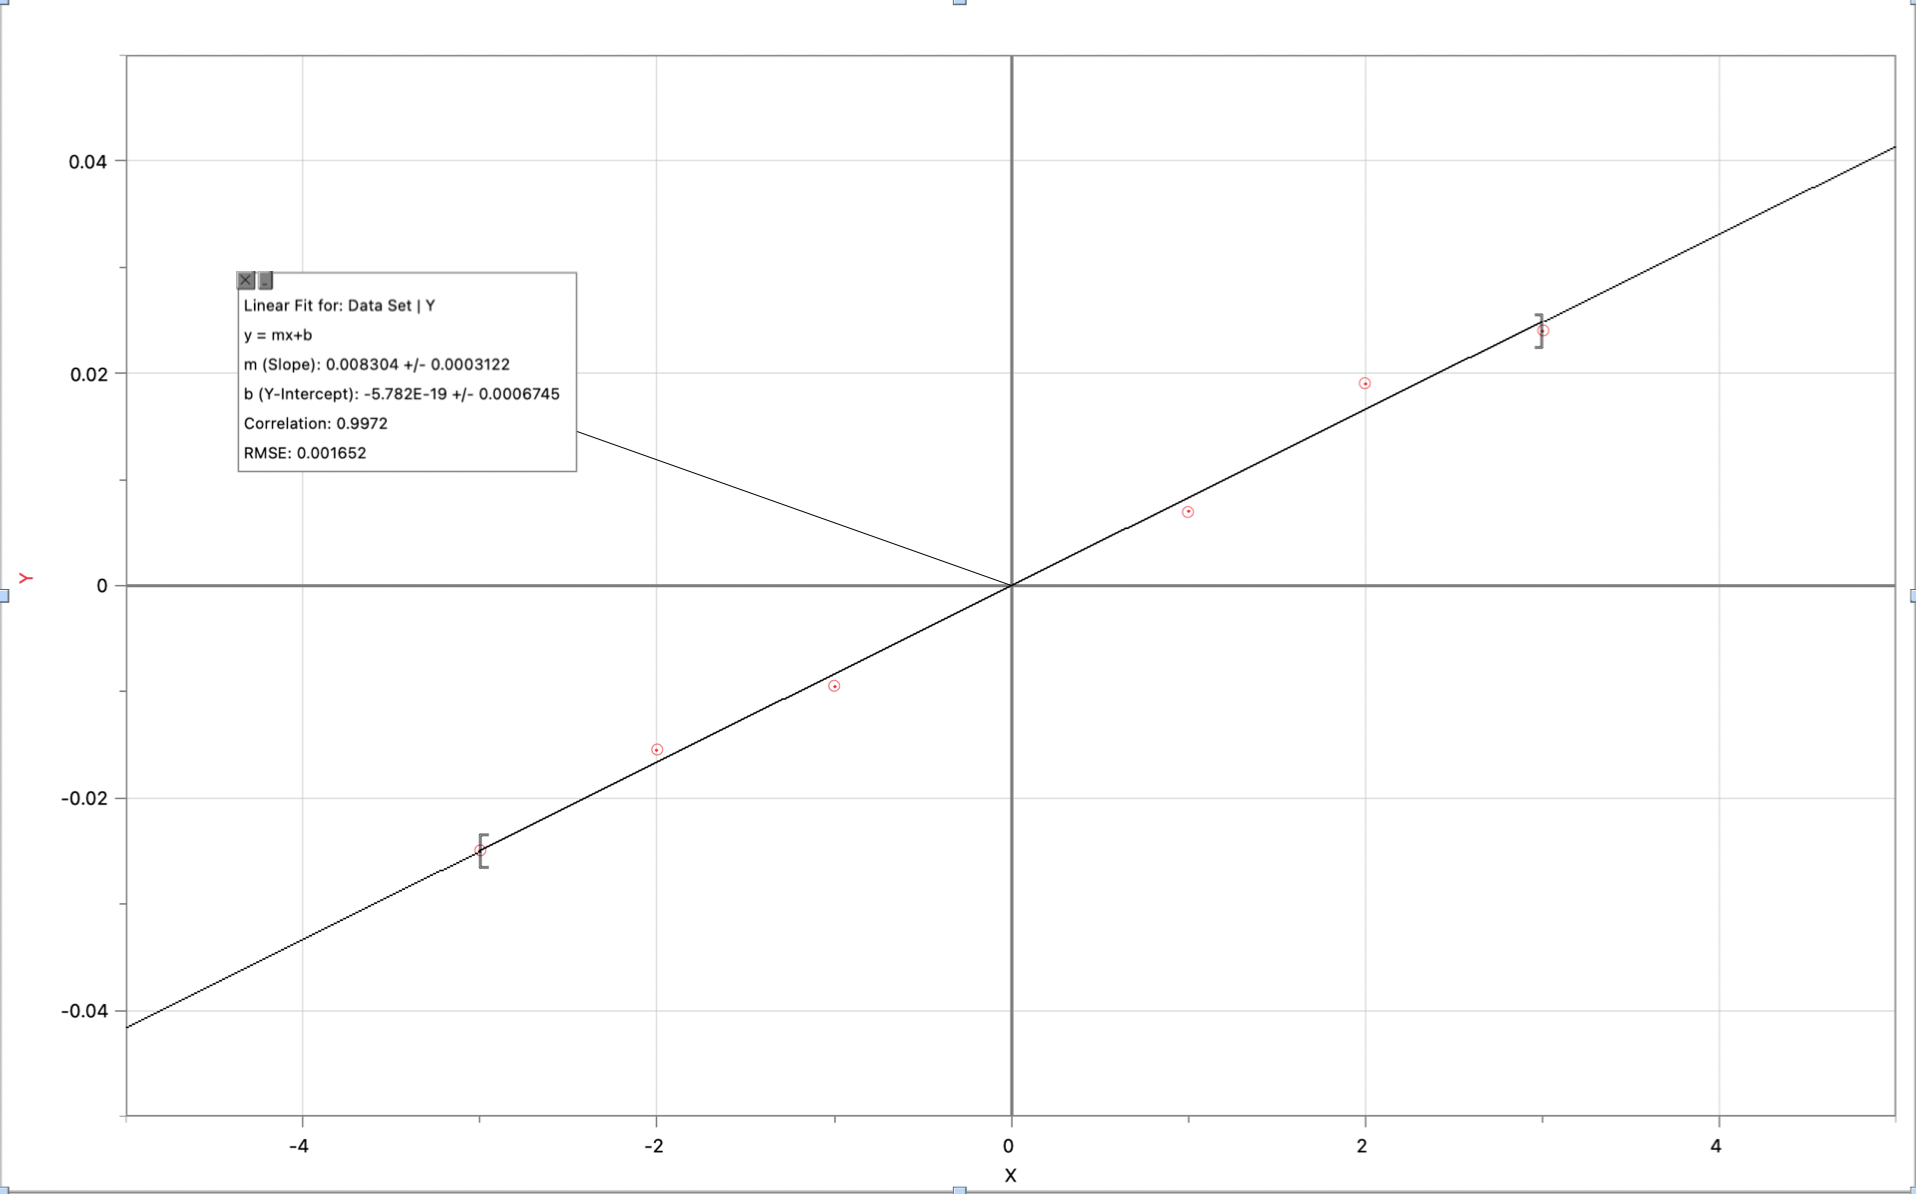 0.04
0.02
0
-0.02
-0.04
Y
Linear Fit for: Data Set | Y
y = mx+b
m (Slope): 0.008304 +/- 0.0003122
b (Y-Intercept): -5.782E-19 +/- 0.0006745
Correlation: 0.9972
RMSE: 0.001652
-4 -2 0 2 4
X